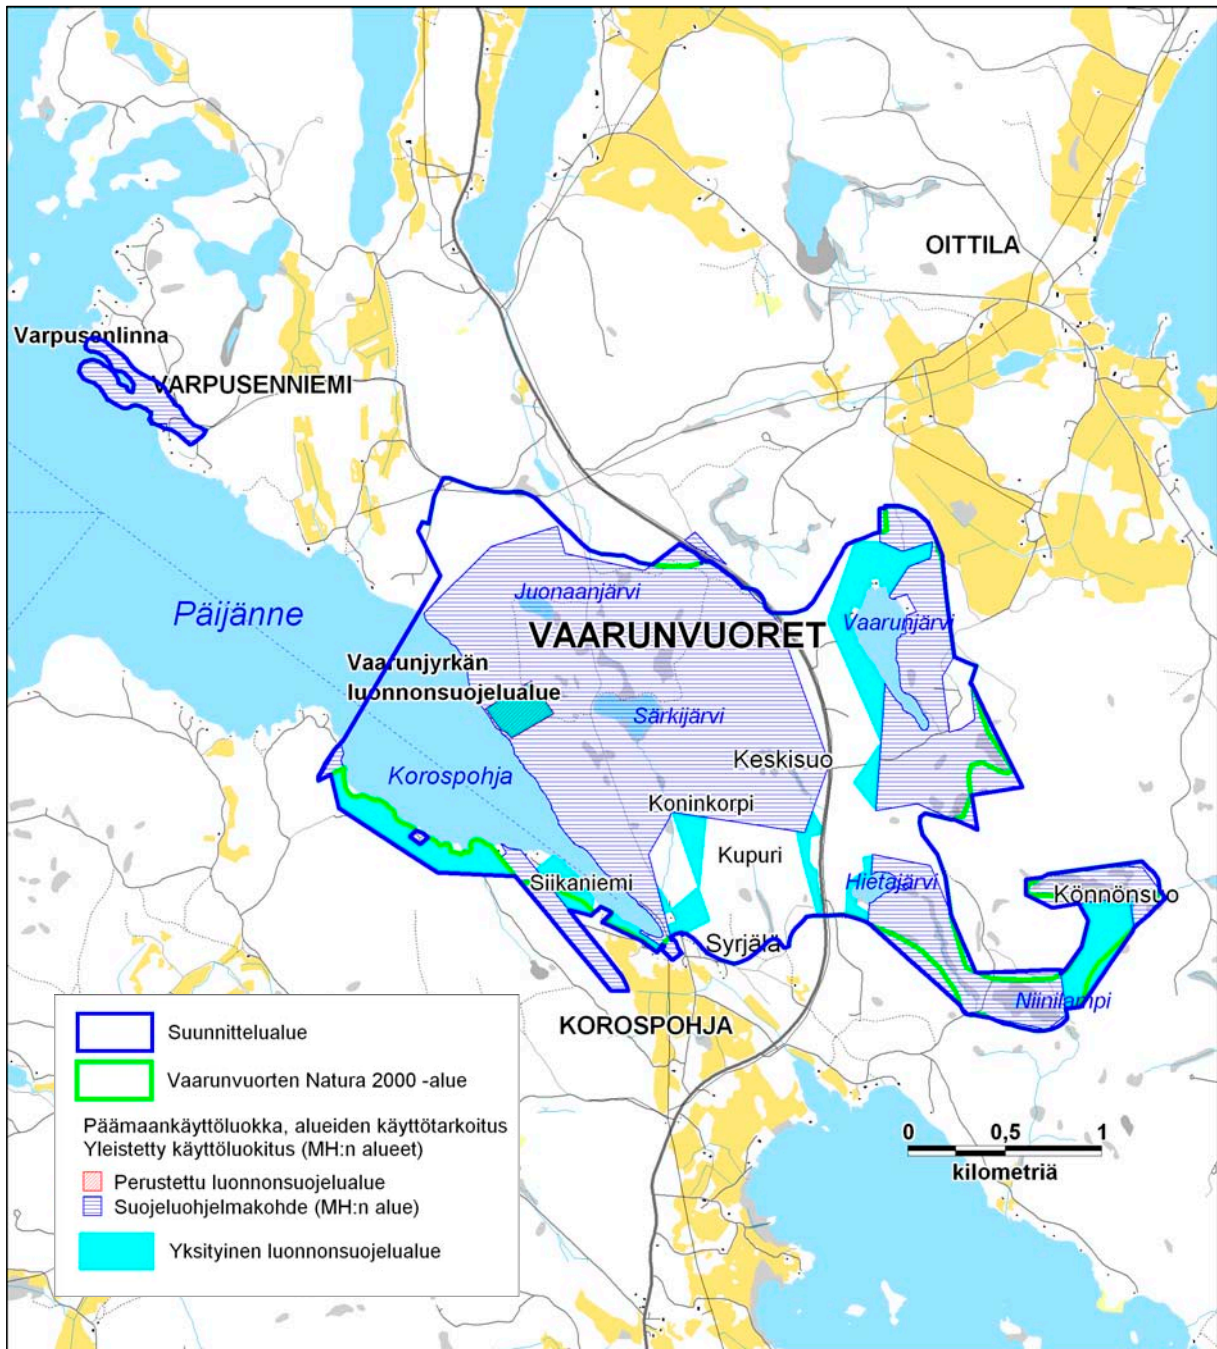 OITTILA
Varpusenlinna
VARPUSENNIEMI
Juonaanjärvi
Päijänne
VAARUNVUORET
Vaarunjärvi
Vaarunjyrkän
luonnonsuojelualue
Särkijärvi
Keskisuo
Korospohja
Koninkorpi
Kupuri
Siikaniemi
Hietajärvi
Könnönsuo
Syrjälä
Niinilampi
KOROSPOHJA
Suunnittelualue
Vaarunvuorten Natura 2000 -alue
Päämaankäyttöluokka, alueiden käyttötarkoitus
Yleistetty käyttöluokitus (MH:n alueet)
Perustettu luonnonsuojelualue
Suojeluohjelmakohde (MH:n alue)
Yksityinen luonnonsuojelualue
0 0,5 1
kilometriä